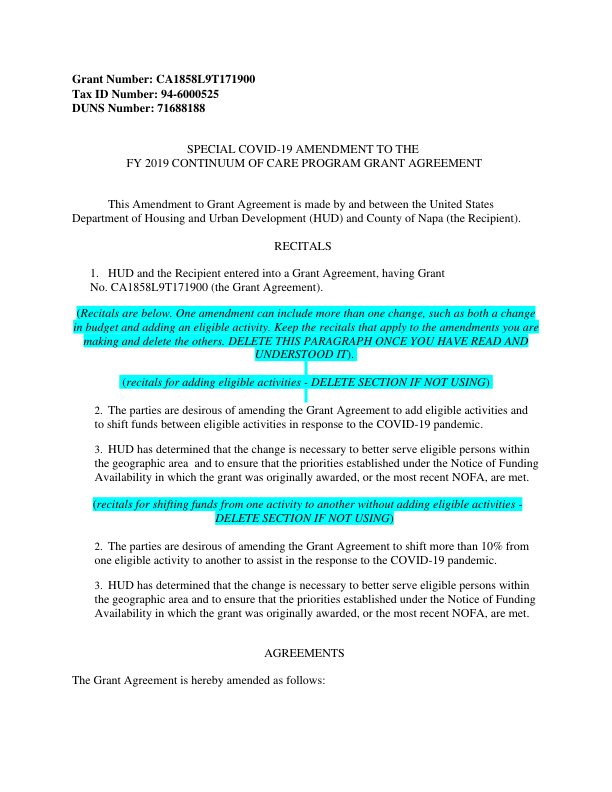 Grant Number: CA1858L9T171900
Tax ID Number: 94-6000525
DUNS Number: 71688188
SPECIAL COVID-19 AMENDMENT TO THE
FY 2019 CONTINUUM OF CARE PROGRAM GRANT AGREEMENT
This Amendment to Grant Agreement is made by and between the United States
Department of Housing and Urban Development (HUD) and County of Napa (the Recipient).
RECITALS
1. HUD and the Recipient entered into a Grant Agreement, having Grant
No. CA1858L9T171900 (the Grant Agreement).
(Recitals are below. One amendment can include more than one change, such as both a change
in budget and adding an eligible activity. Keep the recitals that apply to the amendments you are
making and delete the others. DELETE THIS PARAGRAPH ONCE YOU HAVE READ AND
UNDERSTOOD IT).
(recitals for adding eligible activities - DELETE SECTION IF NOT USING)
2. The parties are desirous of amending the Grant Agreement to add eligible activities and
to shift funds between eligible activities in response to the COVID-19 pandemic.
3. HUD has determined that the change is necessary to better serve eligible persons within
the geographic area and to ensure that the priorities established under the Notice of Funding
Availability in which the grant was originally awarded, or the most recent NOFA, are met.
(recitals for shifting funds from one activity to another without adding eligible activities -
DELETE SECTION IF NOT USING)
2. The parties are desirous of amending the Grant Agreement to shift more than 10% from
one eligible activity to another to assist in the response to the COVID-19 pandemic.
3. HUD has determined that the change is necessary to better serve eligible persons within
the geographic area and to ensure that the priorities established under the Notice of Funding
Availability in which the grant was originally awarded, or the most recent NOFA, are met.
AGREEMENTS
The Grant Agreement is hereby amended as follows: